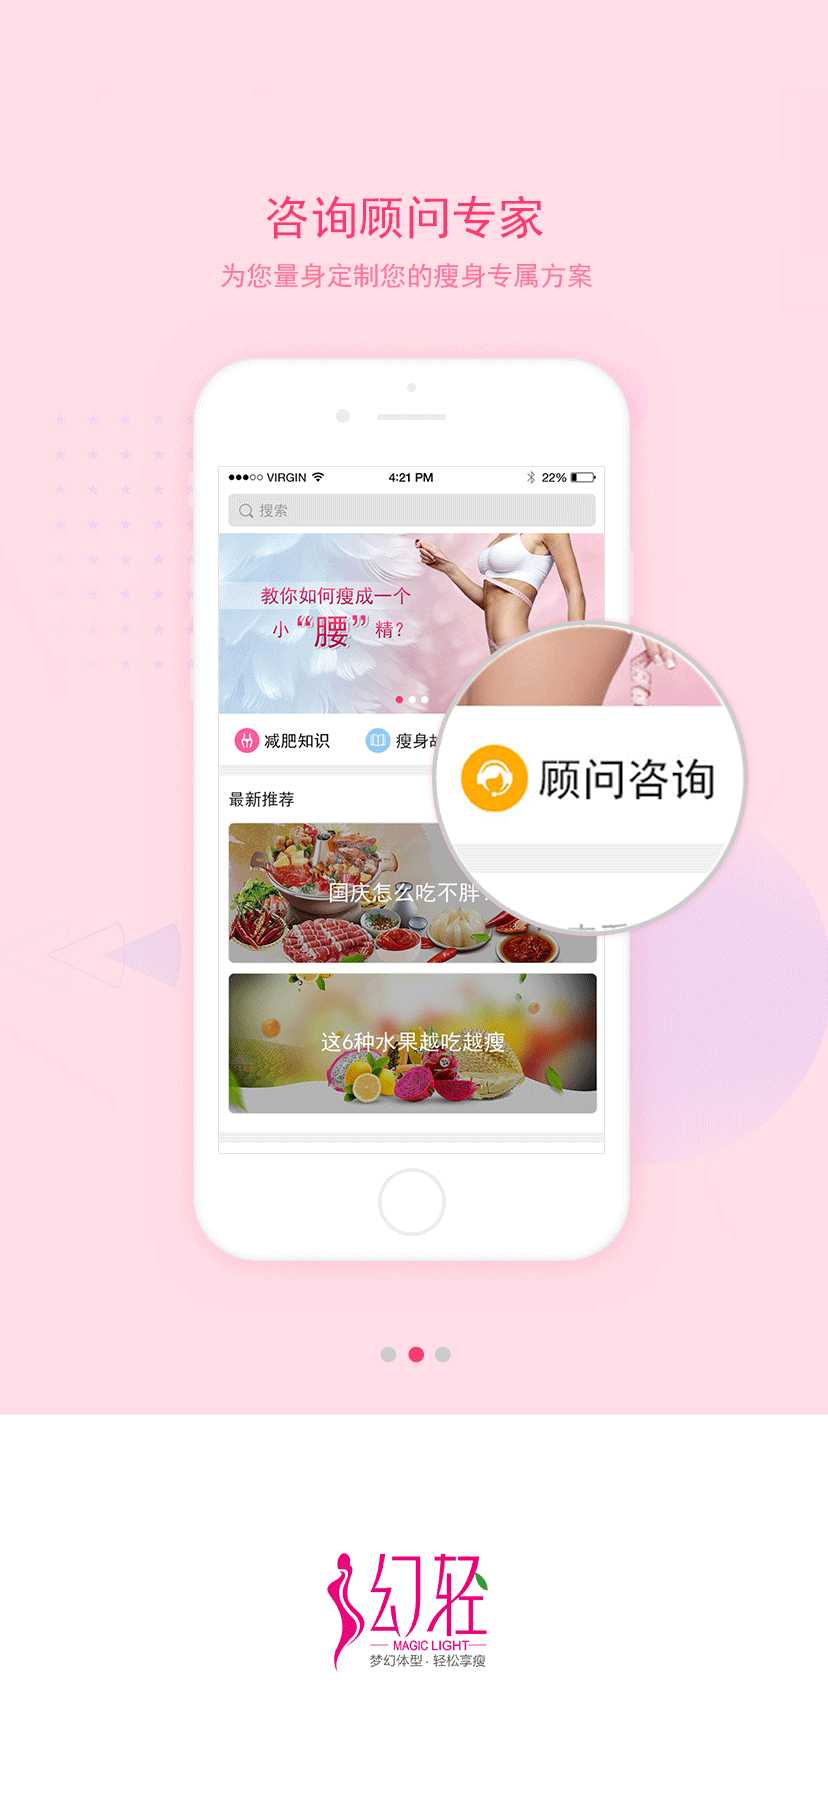 咨询顾问专家
为您量身定制您的瘦身专属方案
VIRGIN 4:21 PM 22%
搜索
教你如何瘦成一个
小“腰”精?
减肥知识 瘦身
顾问咨询
最新推荐
国庆怎么吃不胖
这6种水果越吃越瘦
幻轻
MAGIC LIGHT
梦幻体型·轻松享瘦